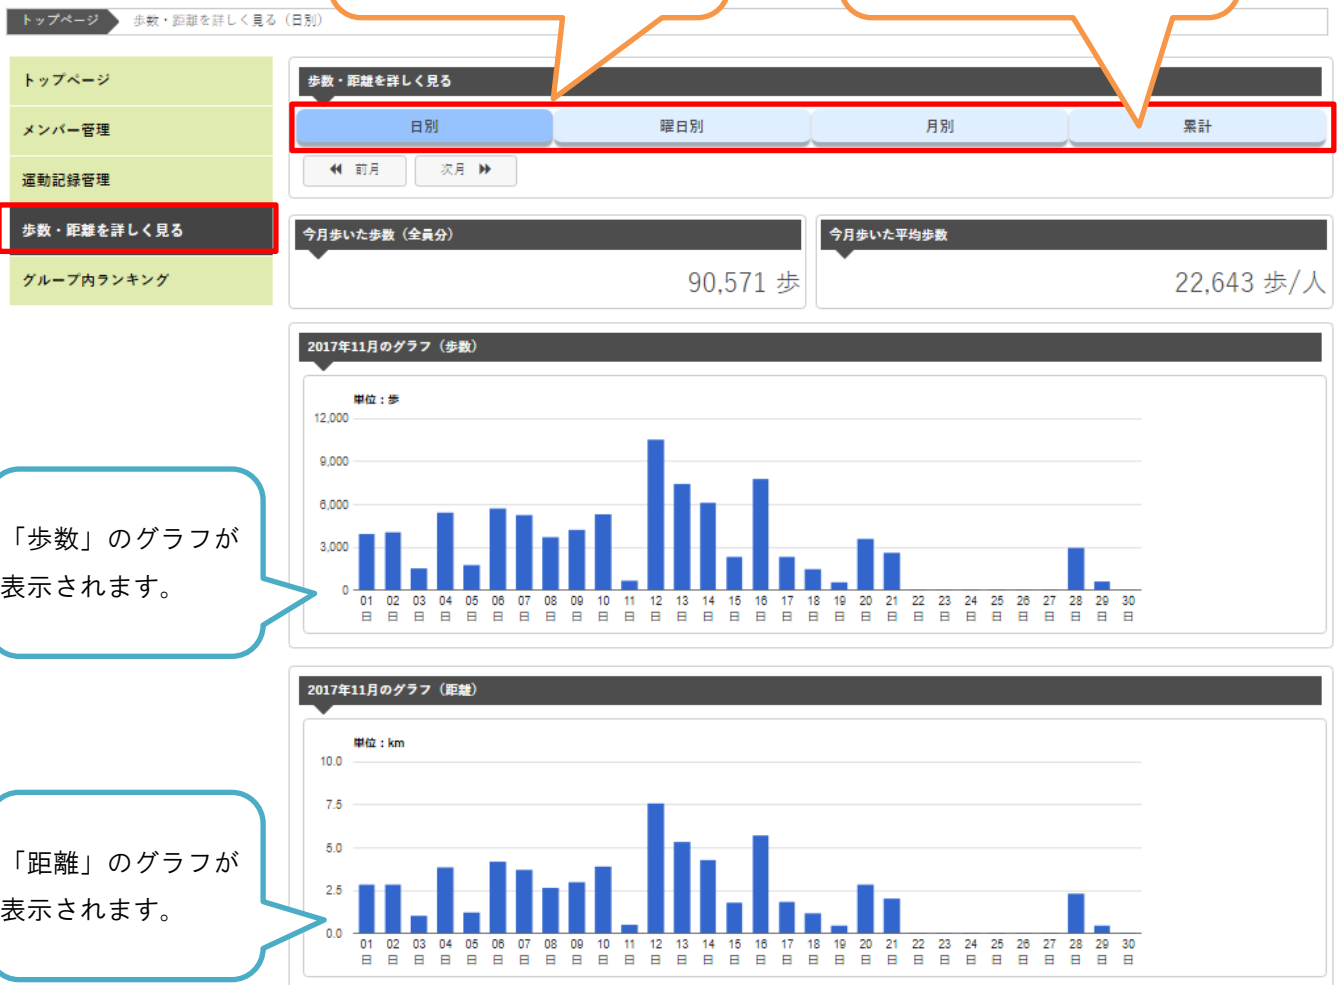 トップページ　歩数・距離を詳しく見る（日別）
トップページ
メンバー管理
運動記録管理
歩数・距離を詳しく見る
グループ内ランキング
歩数・距離を詳しく見る
日別　曜日別　月別　累計
前月　次月
今月歩いた歩数（全員分）
90,571 歩
今月歩いた平均歩数
22,643 歩/人
2017年11月のグラフ（歩数）
単位：歩
12,000
9,000
6,000
3,000
0
01 02 03 04 05 06 07 08 09 10 11 12 13 14 15 16 17 18 19 20 21 22 23 24 25 26 27 28 29 30
日 日 日 日 日 日 日 日 日 日 日 日 日 日 日 日 日 日 日 日 日 日 日 日 日 日 日 日 日 日
「歩数」のグラフが
表示されます。
2017年11月のグラフ（距離）
単位：km
10.0
7.5
5.0
2.5
0.0
01 02 03 04 05 06 07 08 09 10 11 12 13 14 15 16 17 18 19 20 21 22 23 24 25 26 27 28 29 30
日 日 日 日 日 日 日 日 日 日 日 日 日 日 日 日 日 日 日 日 日 日 日 日 日 日 日 日 日 日
「距離」のグラフが
表示されます。